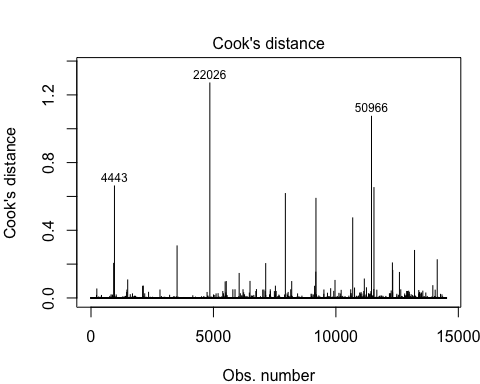 Cook's distance
22026
50966
4443
Cook's distance
0.0 0.4 0.8 1.2
0 5000 10000 15000
Obs. number